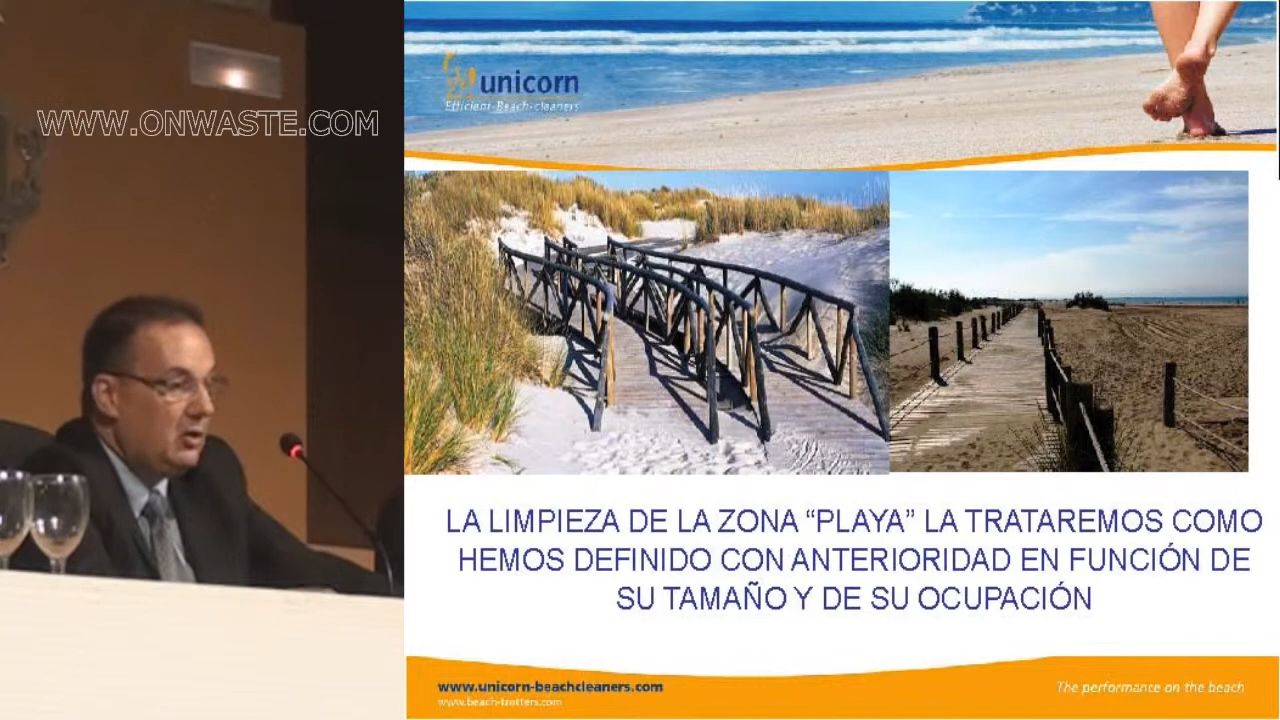 WWW.ONWASTE.COM
unicorn
Efficient-Beach-cleaners
LA LIMPIEZA DE LA ZONA “PLAYA” LA TRATAREMOS COMO
HEMOS DEFINIDO CON ANTERIORIDAD EN FUNCIÓN DE
SU TAMAÑO Y DE SU OCUPACIÓN
www.unicorn-beachcleaners.com
www.beach-trotters.com
The performance on the beach